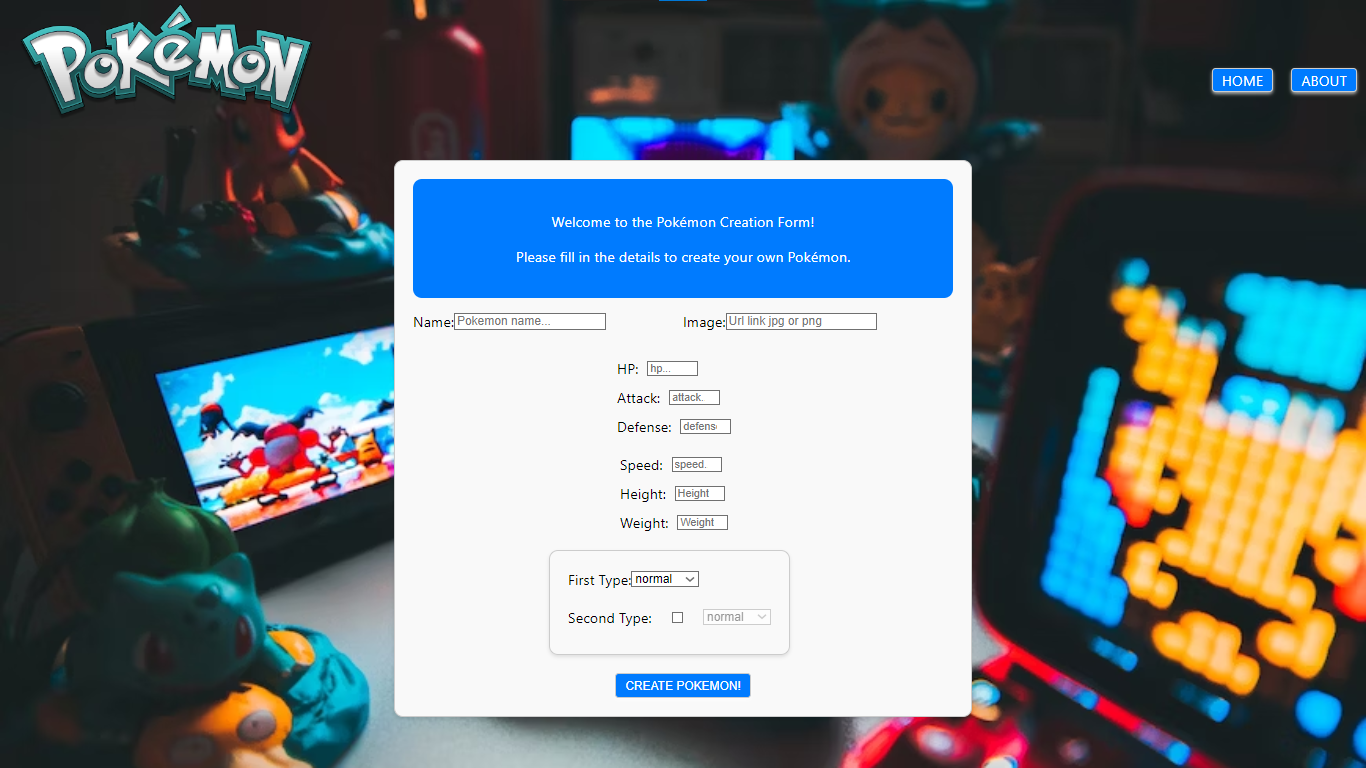 POKéMON
HOME ABOUT
Welcome to the Pokémon Creation Form!
Please fill in the details to create your own Pokémon.
Name: Pokemon name... Image: Url link jpg or png
HP: hp...
Attack: attack.
Defense: defens
Speed: speed.
Height: Height
Weight: Weight
First Type: normal
Second Type: normal
CREATE POKEMON!